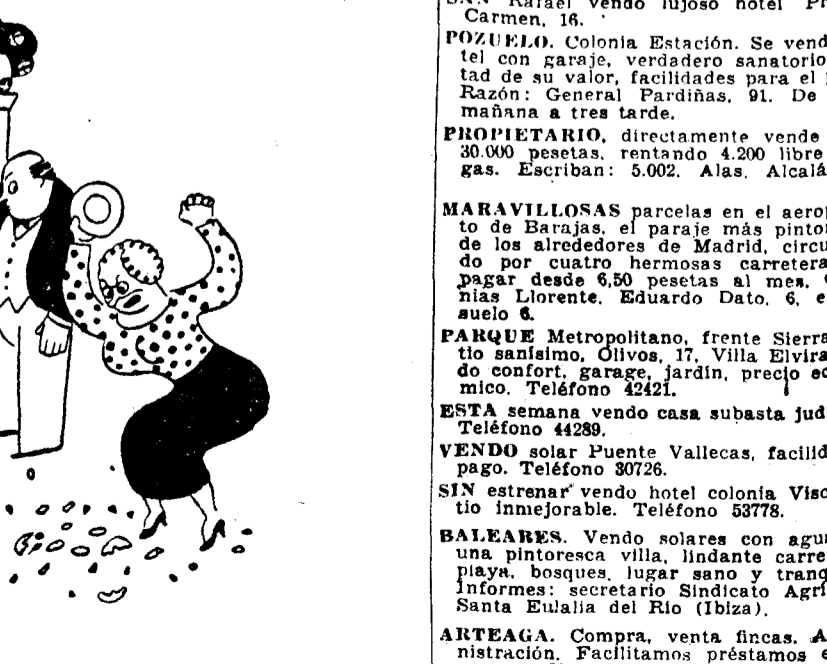 Rafael vendo lujoso hotel
Carmen, 16.
POZUELO. Colonia Estación. Se vend
tel con garaje, verdadero sanatorio
tad de su valor, facilidades para el
Razón: General Pardiñas, 91. De
mañana a tres tarde.
PROPIETARIO, directamente vende
30.000 pesetas, rentando 4.200 libre
gas. Escriban: 5.002. Alas. Alcalá
MARAVILLOSAS parcelas en el aero
to de Barajas, el paraje más pinto
de los alrededores de Madrid, circu
do por cuatro hermosas carretera
pagar desde 6,50 pesetas al mes.
nias Llorente. Eduardo Dato, 6, e
suelo 6.
PARQUE Metropolitano, frente Sierra
tio sanísimo, Olivos, 17, Villa Elvira
do confort, garage, jardín, precio ec
mico. Teléfono 42421.
ESTA semana vendo casa subasta jud
Teléfono 44289.
VENDO solar Puente Vallecas, facilid
pago. Teléfono 30726.
SIN estrenar vendo hotel colonia Viso
tio inmejorable. Teléfono 53778.
BALEARES. Vendo solares con agu
una pintoresca villa, lindante carre
playa, bosques, lugar sano y tranq
Informes: secretario Sindicato Agrí
Santa Eulalia del Río (Ibiza).
ARTEAGA. Compra, venta fincas. A
nistración. Facilitamos préstamos e